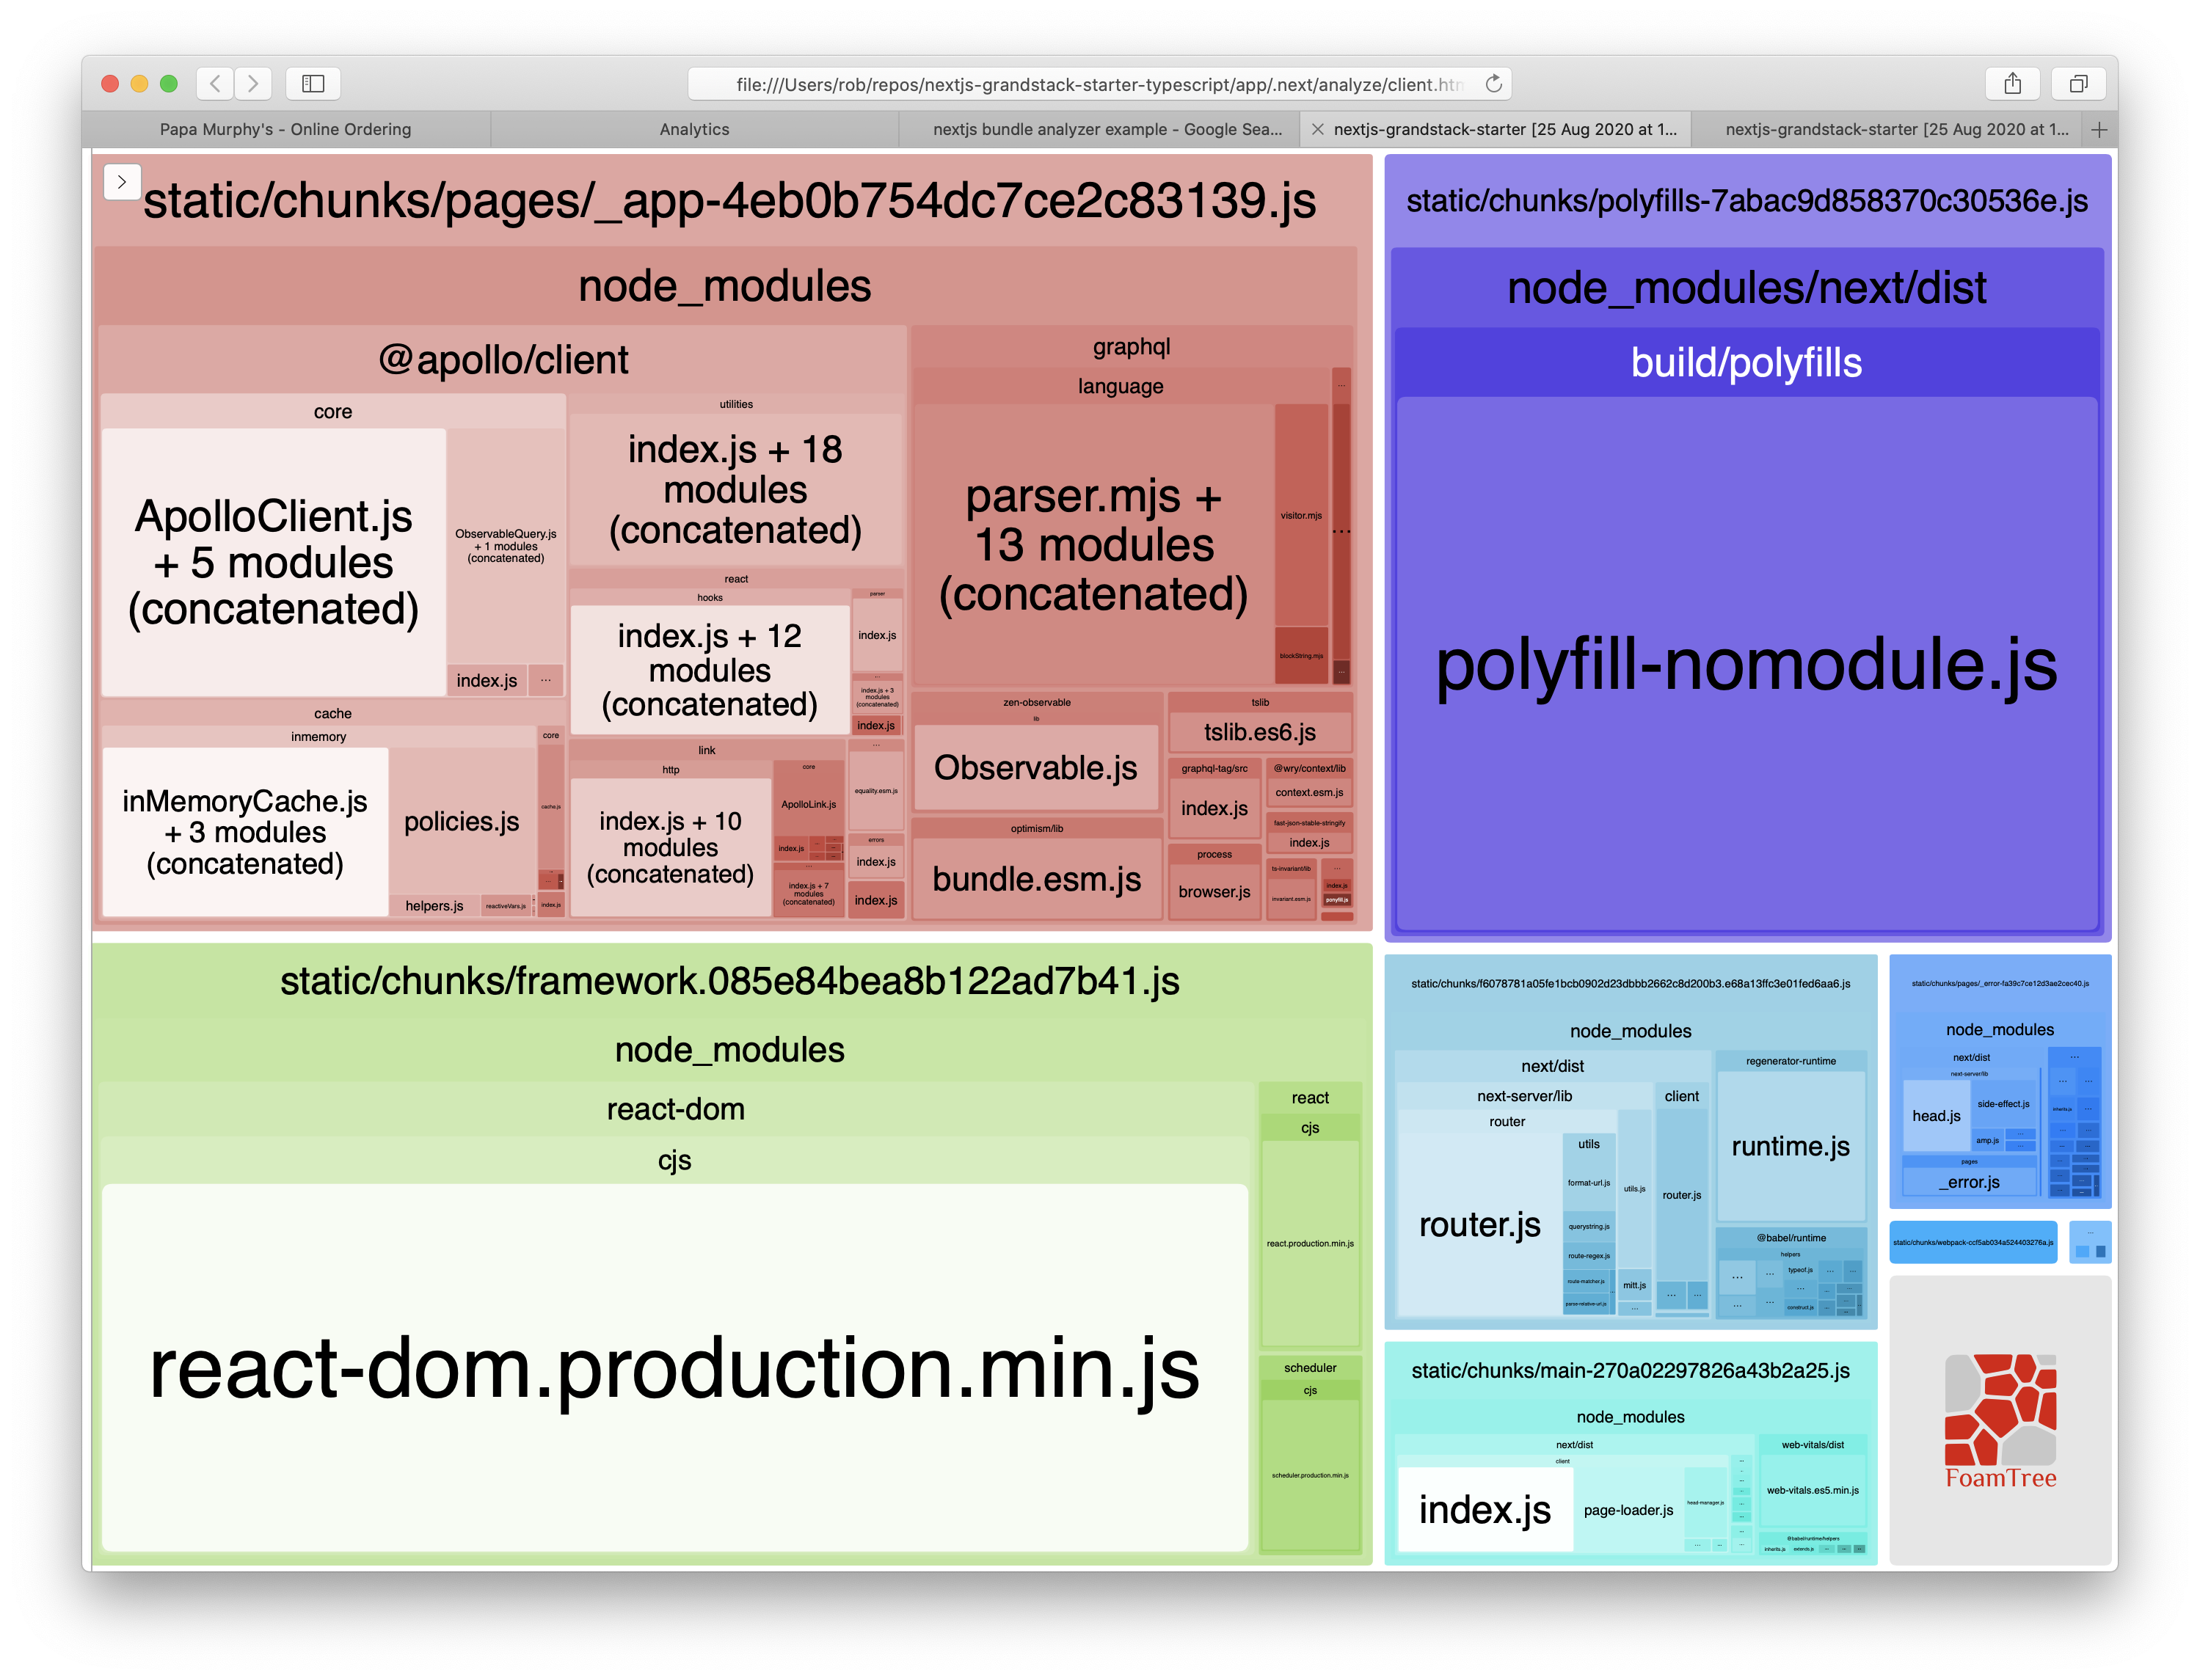 file:///Users/rob/repos/nextjs-grandstack-starter-typescript/app/.next/analyze/client.htm
Papa Murphy's - Online Ordering
Analytics
nextjs bundle analyzer example - Google Sea...
nextjs-grandstack-starter [25 Aug 2020 at 1...
nextjs-grandstack-starter [25 Aug 2020 at 1...
static/chunks/pages/_app-4eb0b754dc7ce2c83139.js
node_modules
@apollo/client
core
ApolloClient.js
+ 5 modules
(concatenated)
ObservableQuery.js
+ 1 modules
(concatenated)
index.js
...
cache
inmemory
inMemoryCache.js
+ 3 modules
(concatenated)
policies.js
helpers.js
reactiveVars.js
core
cache.js
index.js
utilities
index.js + 18
modules
(concatenated)
react
hooks
index.js + 12
modules
(concatenated)
parser
index.js
...
index.js + 3
modules
(concatenated)
index.js
link
http
index.js + 10
modules
(concatenated)
core
ApolloLink.js
index.js
...
index.js + 7
modules
(concatenated)
...
equality.esm.js
errors
index.js
index.js
graphql
language
parser.mjs +
13 modules
(concatenated)
visitor.mjs
blockString.mjs
...
...
...
zen-observable
lib
Observable.js
optimism/lib
bundle.esm.js
tslib
tslib.es6.js
graphql-tag/src
index.js
process
browser.js
@wry/context/lib
context.esm.js
fast-json-stable-stringify
index.js
ts-invariant/lib
invariant.esm.js
...
index.js
ponyfill.js
static/chunks/polyfills-7abac9d858370c30536e.js
node_modules/next/dist
build/polyfills
polyfill-nomodule.js
static/chunks/framework.085e84bea8b122ad7b41.js
node_modules
react-dom
cjs
react-dom.production.min.js
react
cjs
react.production.min.js
scheduler
cjs
scheduler.production.min.js
static/chunks/f6078781a05fe1bcb0902d23dbbb2662c8d200b3.e68a13ffc3e01fed6aa6.js
node_modules
next/dist
next-server/lib
router
router.js
utils
format-url.js
querystring.js
route-regex.js
route-matcher.js
parse-relative-url.js
utils.js
mitt.js
...
client
router.js
...
...
regenerator-runtime
runtime.js
@babel/runtime
helpers
typeof.js
construct.js
static/chunks/main-270a02297826a43b2a25.js
node_modules
next/dist
client
index.js
page-loader.js
head-manager.js
web-vitals/dist
web-vitals.es5.min.js
@babel/runtime/helpers
inherits.js
extends.js
static/chunks/pages/_error-fa39c7ce12d3ae2cec40.js
node_modules
next/dist
next-server/lib
head.js
side-effect.js
amp.js
pages
_error.js
...
inherits.js
static/chunks/webpack-ccf5ab034a524403276a.js
...
FoamTree